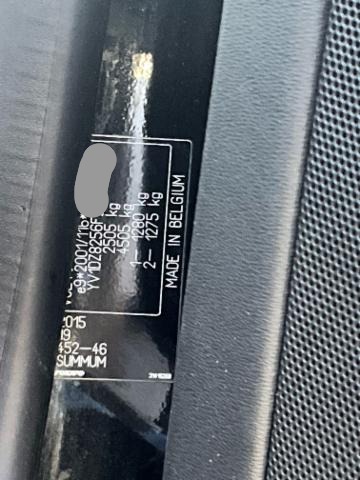 e9*2001/116*
YV1DZ8256F
2505 kg
4505 kg
1– 1280 kg
2– 1275 kg
MADE IN BELGIUM
2015
452–46
SUMMUM